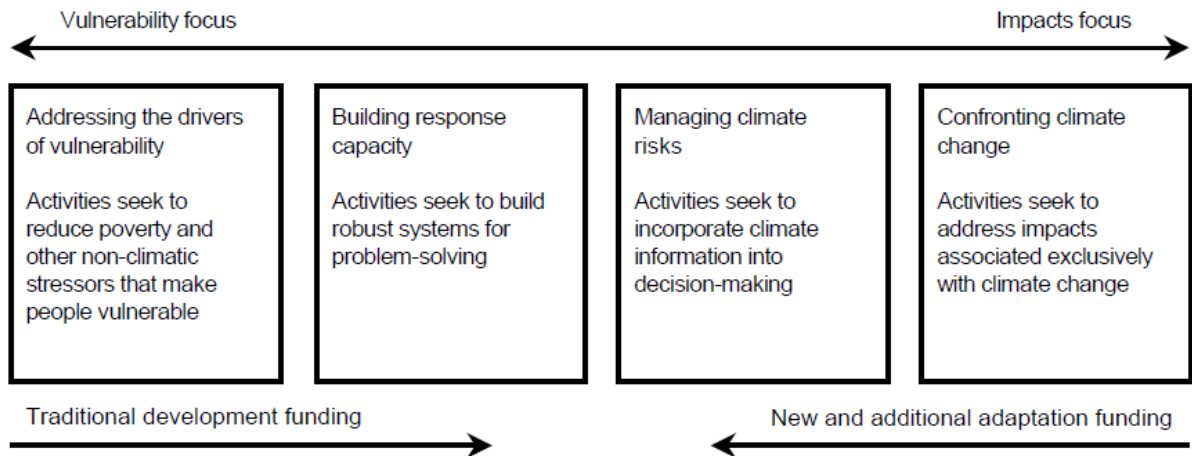 Vulnerability focus
Impacts focus
Addressing the drivers
of vulnerability
Activities seek to
reduce poverty and
other non-climatic
stressors that make
people vulnerable
Building response
capacity
Activities seek to build
robust systems for
problem-solving
Managing climate
risks
Activities seek to
incorporate climate
information into
decision-making
Confronting climate
change
Activities seek to
address impacts
associated exclusively
with climate change
Traditional development funding
New and additional adaptation funding